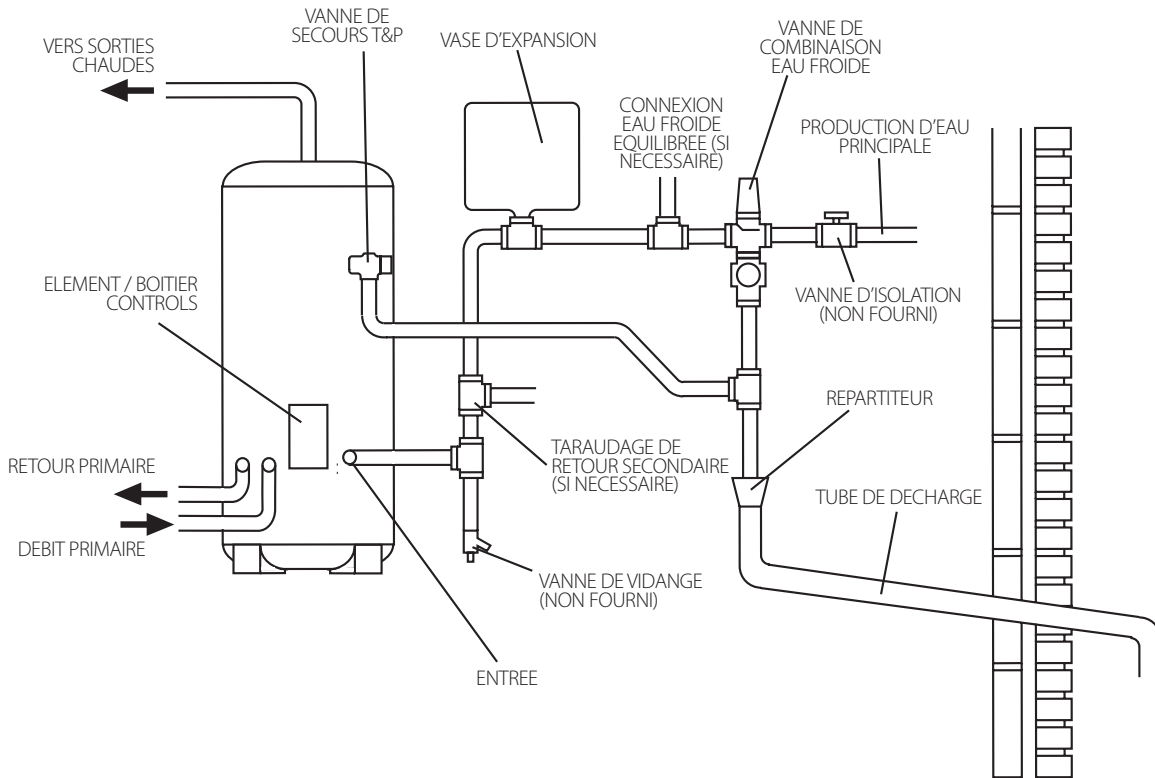 VANNE DE
SECOURS T&P
VERS SORTIES
CHAUDES
VASE D'EXPANSION
VANNE DE
COMBINAISON
EAU FROIDE
CONNEXION
EAU FROIDE
EQUILIBREE (SI
NECESSAIRE)
PRODUCTION D'EAU
PRINCIPALE
ELEMENT / BOITIER
CONTROLS
VANNE D'ISOLATION
(NON FOURNI)
REPARTITEUR
TARAUDAGE DE
RETOUR SECONDAIRE
(SI NECESSAIRE)
RETOUR PRIMAIRE
TUBE DE DECHARGE
DEBIT PRIMAIRE
VANNE DE VIDANGE
(NON FOURNI)
ENTREE